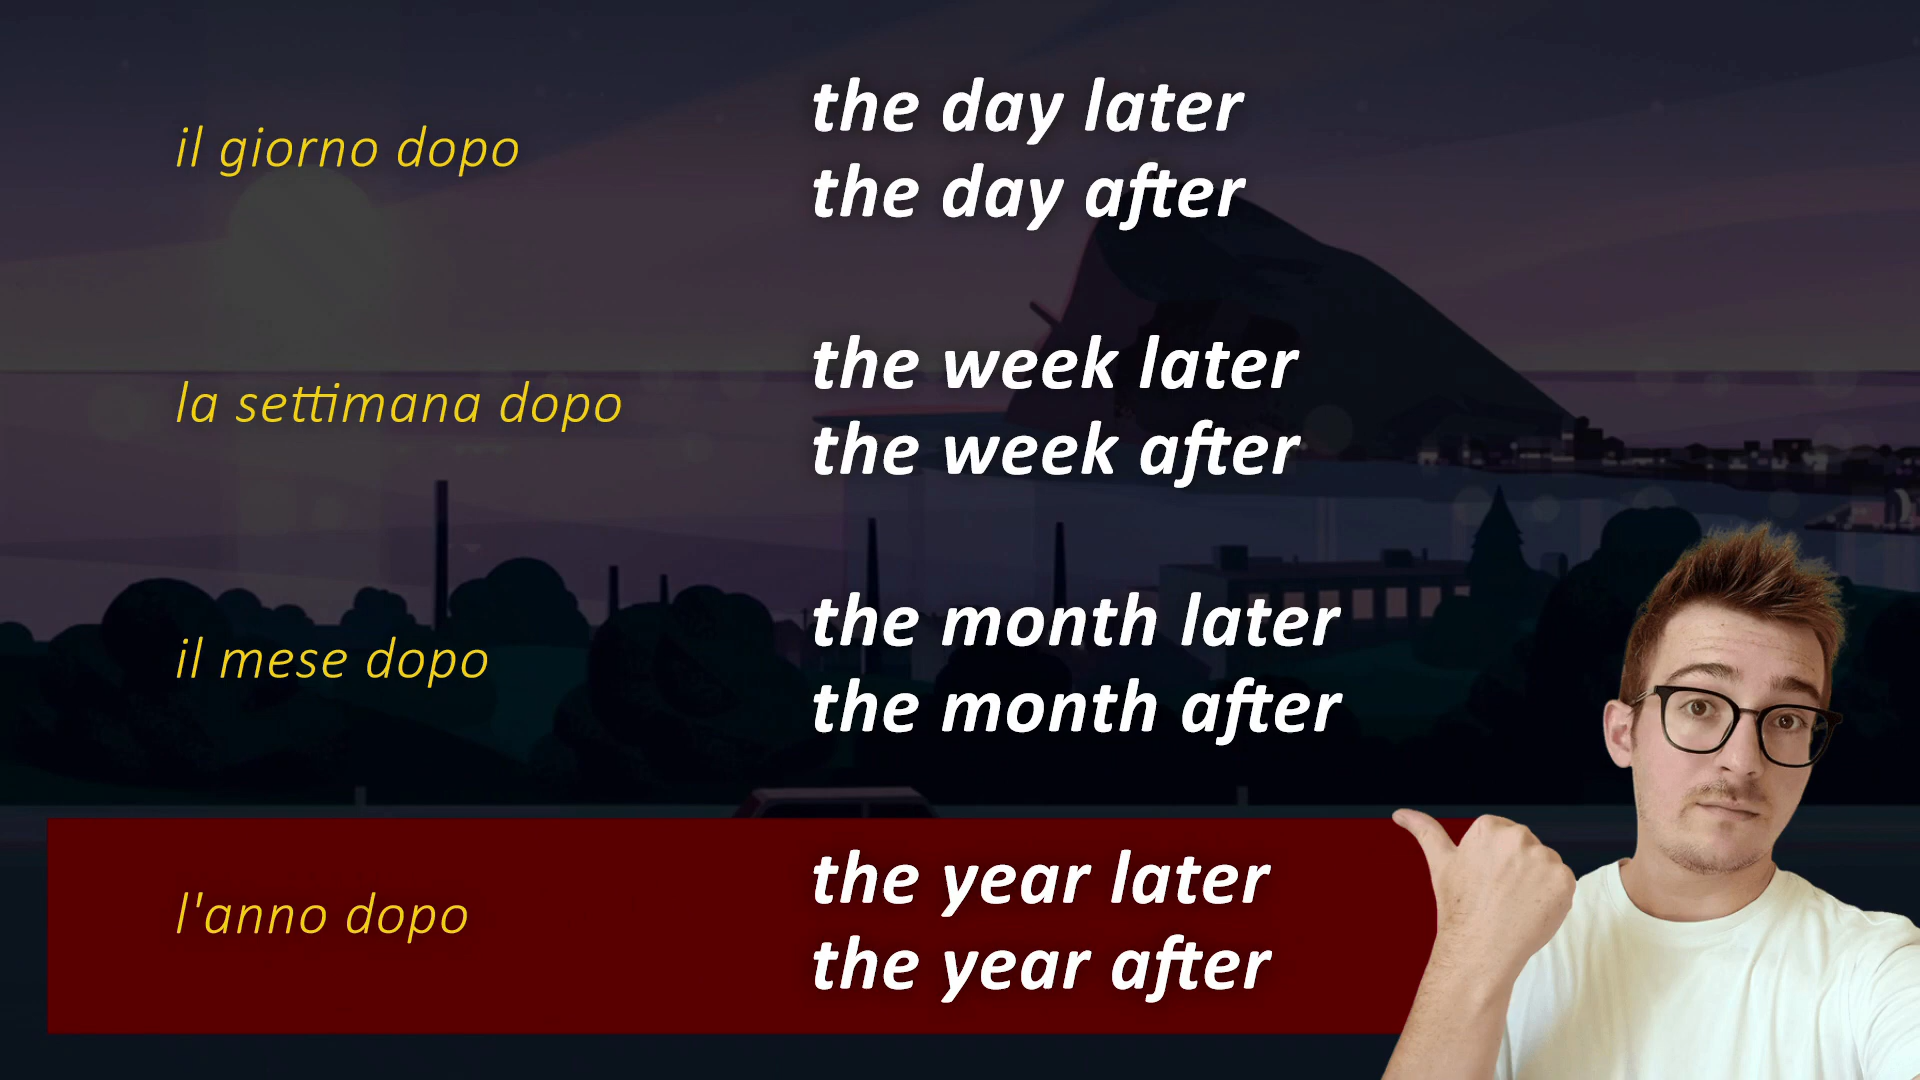 il giorno dopo
the day later
the day after
la settimana dopo
the week later
the week after
il mese dopo
the month later
the month after
l'anno dopo
the year later
the year after